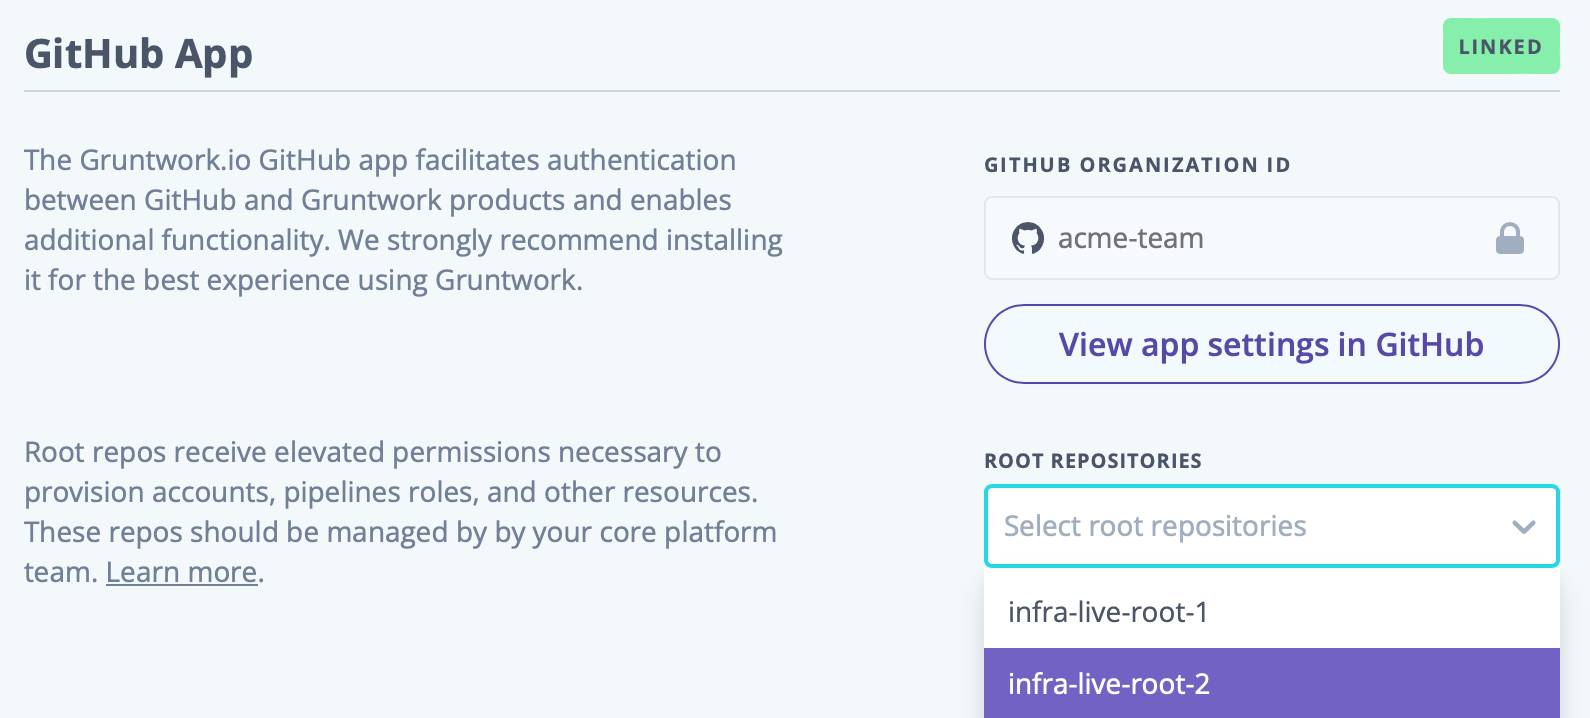 GitHub App
LINKED
The Gruntwork.io GitHub app facilitates authentication
between GitHub and Gruntwork products and enables
additional functionality. We strongly recommend installing
it for the best experience using Gruntwork.
GITHUB ORGANIZATION ID
acme-team
View app settings in GitHub
Root repos receive elevated permissions necessary to
provision accounts, pipelines roles, and other resources.
These repos should be managed by by your core platform
team. Learn more.
ROOT REPOSITORIES
Select root repositories
infra-live-root-1
infra-live-root-2